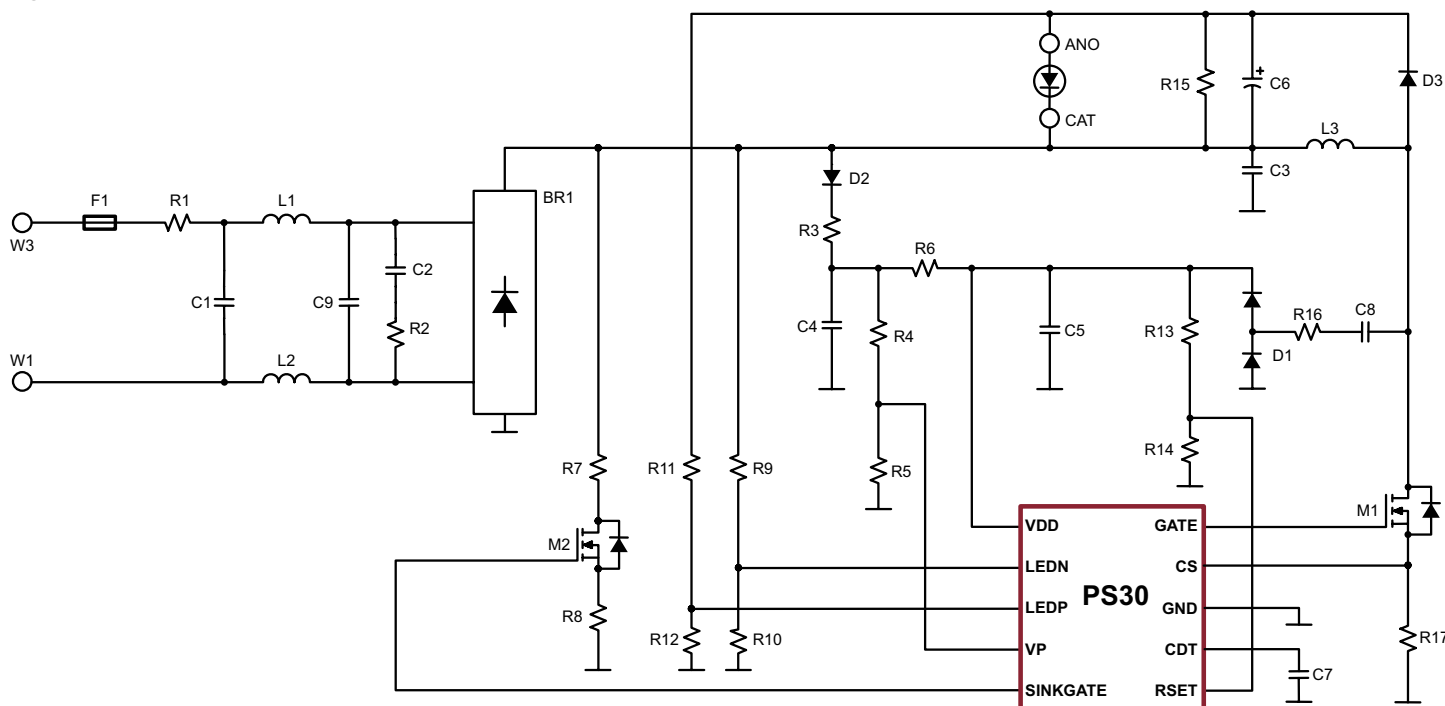 ANO
R15
+
C6
D3
CAT
L3
D2
C3
F1
R1
L1
BR1
W3
R3
R6
C2
C1
C9
C4
R4
C5
R13
R16
C8
R2
D1
W1
L2
R14
R7
R11
R9
R5
M2
VDD
GATE
M1
LEDN
CS
PS30
R8
LEDP
GND
R12
R10
VP
CDT
R17
C7
SINKGATE
RSET